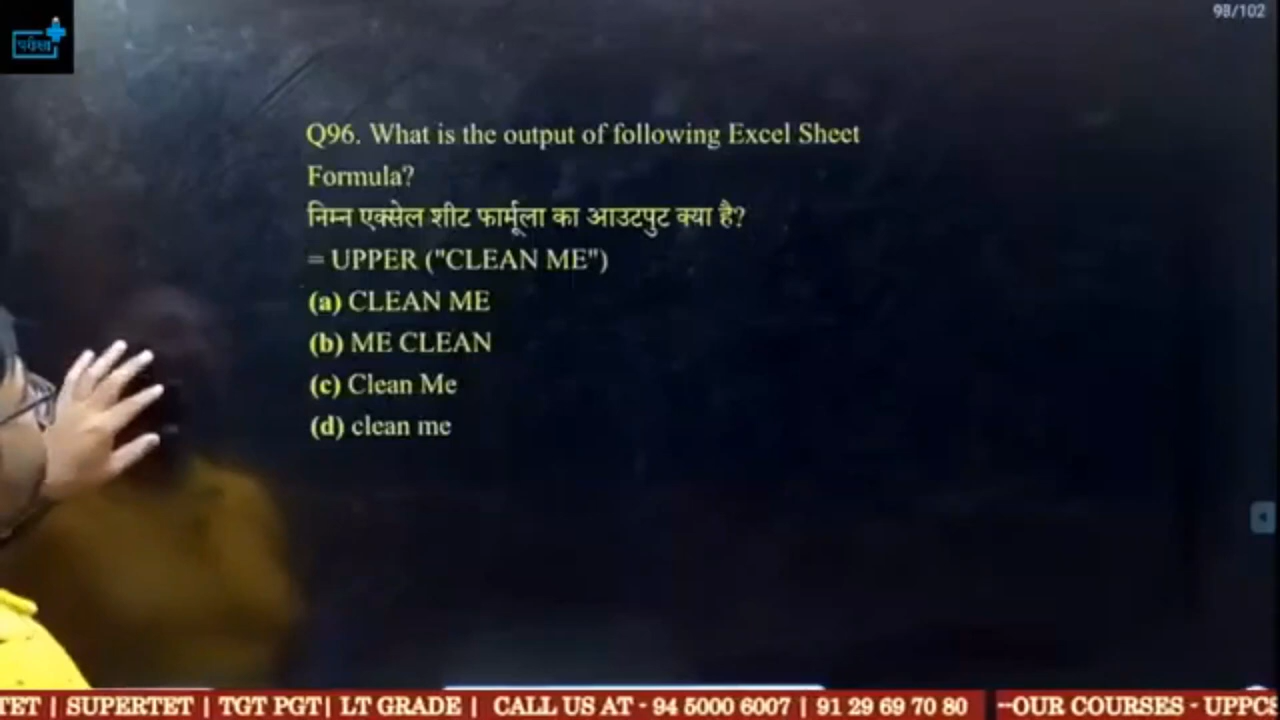 98/102
परीक्षा
Q96. What is the output of following Excel Sheet
Formula?
निम्न एक्सेल शीट फार्मूला का आउटपुट क्या है?
= UPPER ("CLEAN ME")
(a) CLEAN ME
(b) ME CLEAN
(c) Clean Me
(d) clean me
TET | SUPERTET | TGT PGT| LT GRADE | CALL US AT - 94 5000 6007 | 91 29 69 70 80 --OUR COURSES - UPPCS